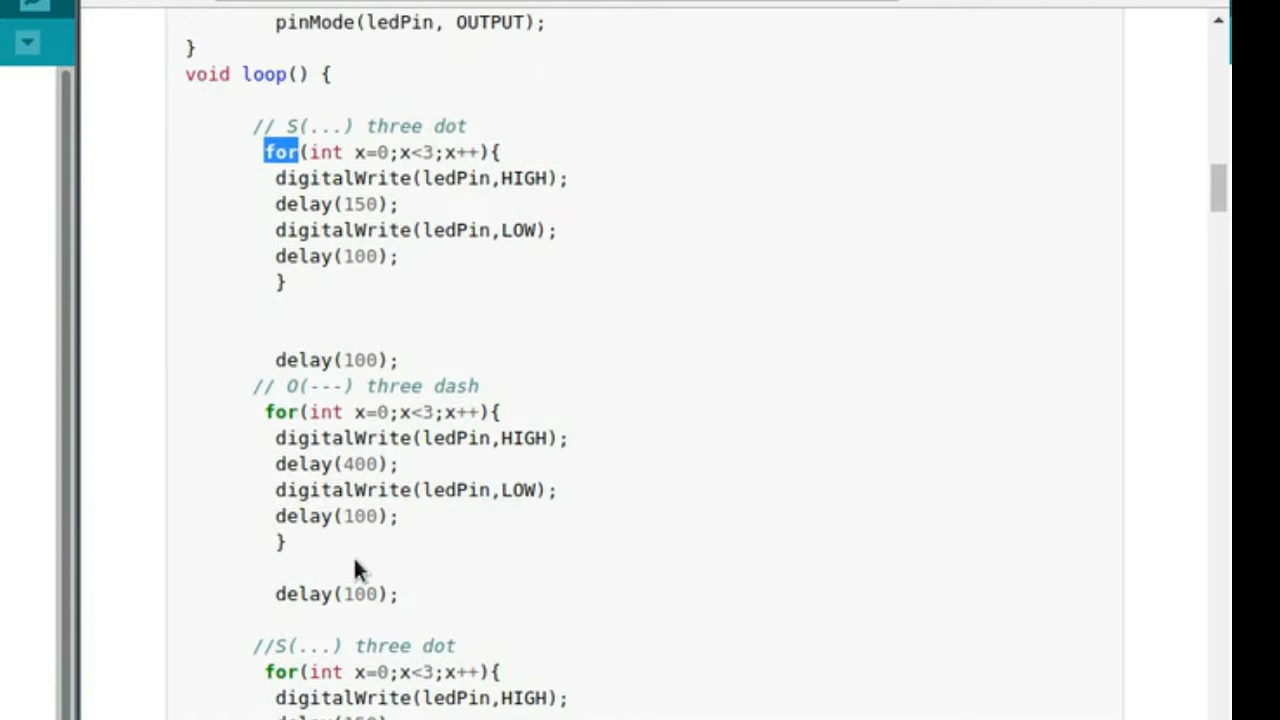 pinMode(ledPin, OUTPUT);
}
void loop() {
// S(...) three dot
for(int x=0;x<3;x++){
digitalWrite(ledPin,HIGH);
delay(150);
digitalWrite(ledPin,LOW);
delay(100);
}
delay(100);
// O(---) three dash
for(int x=0;x<3;x++){
digitalWrite(ledPin,HIGH);
delay(400);
digitalWrite(ledPin,LOW);
delay(100);
}
delay(100);
//S(...) three dot
for(int x=0;x<3;x++){
digitalWrite(ledPin,HIGH);